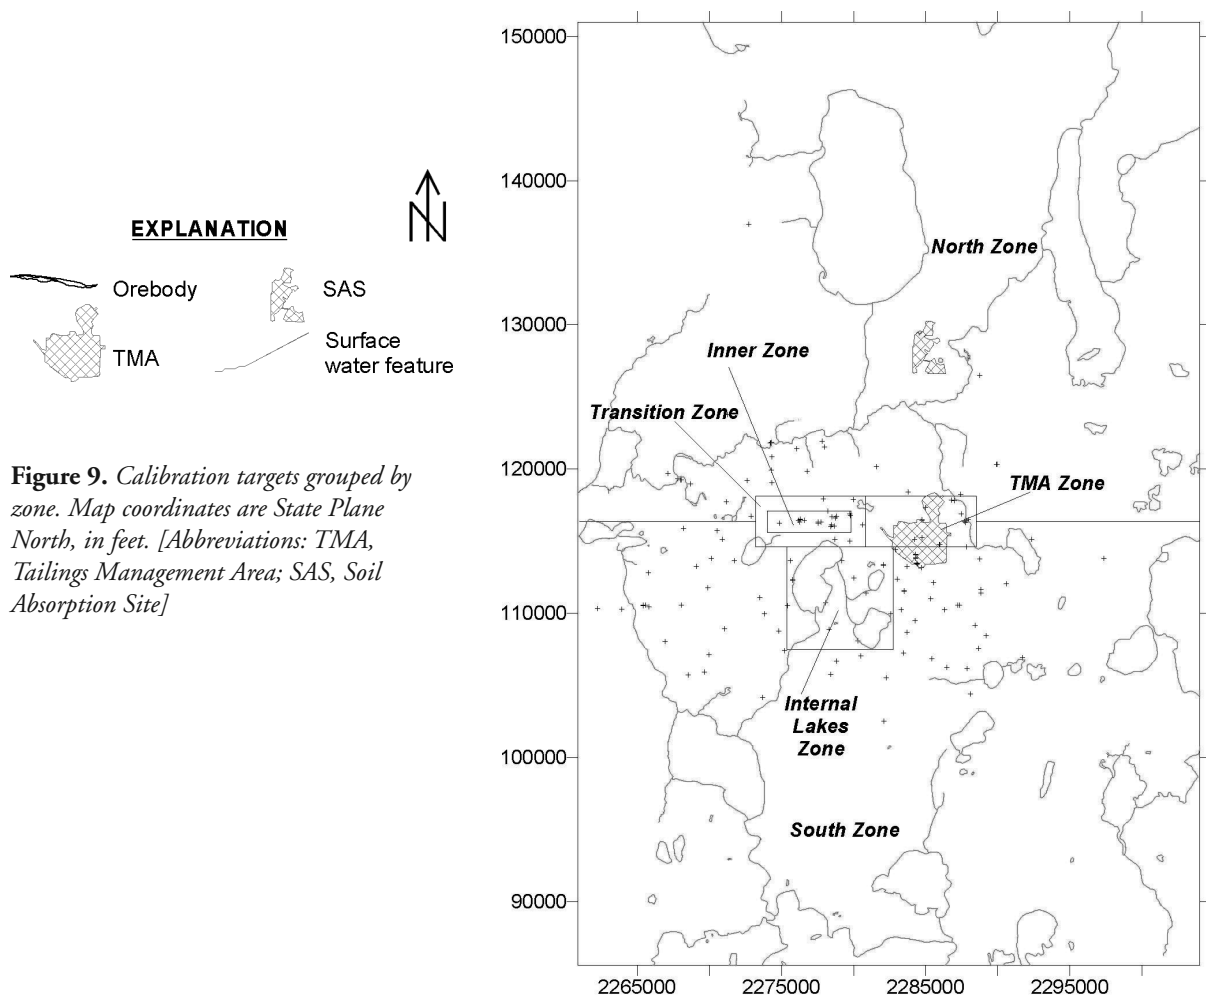 EXPLANATION
N
Orebody
SAS
TMA
Surface
water feature
Figure 9. Calibration targets grouped by
zone. Map coordinates are State Plane
North, in feet. [Abbreviations: TMA,
Tailings Management Area; SAS, Soil
Absorption Site]
150000
140000
130000
120000
110000
100000
90000
North Zone
Inner Zone
Transition Zone
TMA Zone
Internal
Lakes
Zone
South Zone
2265000 2275000 2285000 2295000